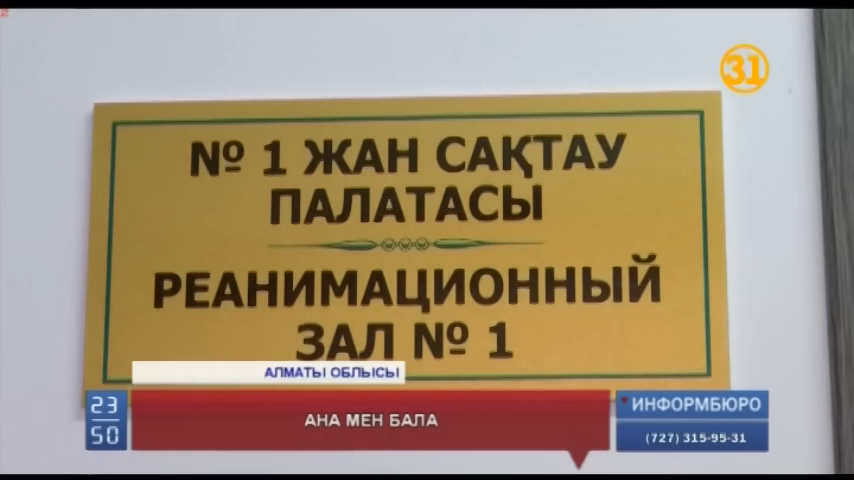 31
№ 1 ЖАН САҚТАУ
ПАЛАТАСЫ
РЕАНИМАЦИОННЫЙ
ЗАЛ № 1
АЛМАТЫ ОБЛЫСЫ
23
50
АНА МЕН БАЛА
ИНФОРМБЮРО
(727) 315-95-31